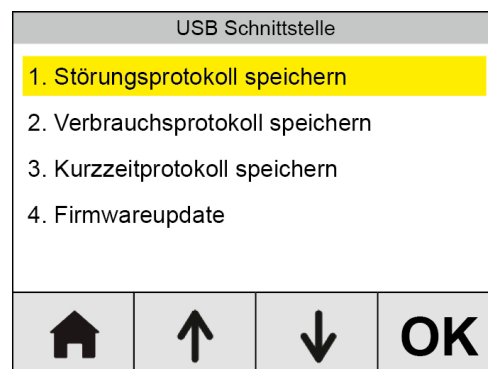 USB Schnittstelle
1. Störungsprotokoll speichern
2. Verbrauchsprotokoll speichern
3. Kurzzeitprotokoll speichern
4. Firmwareupdate
OK